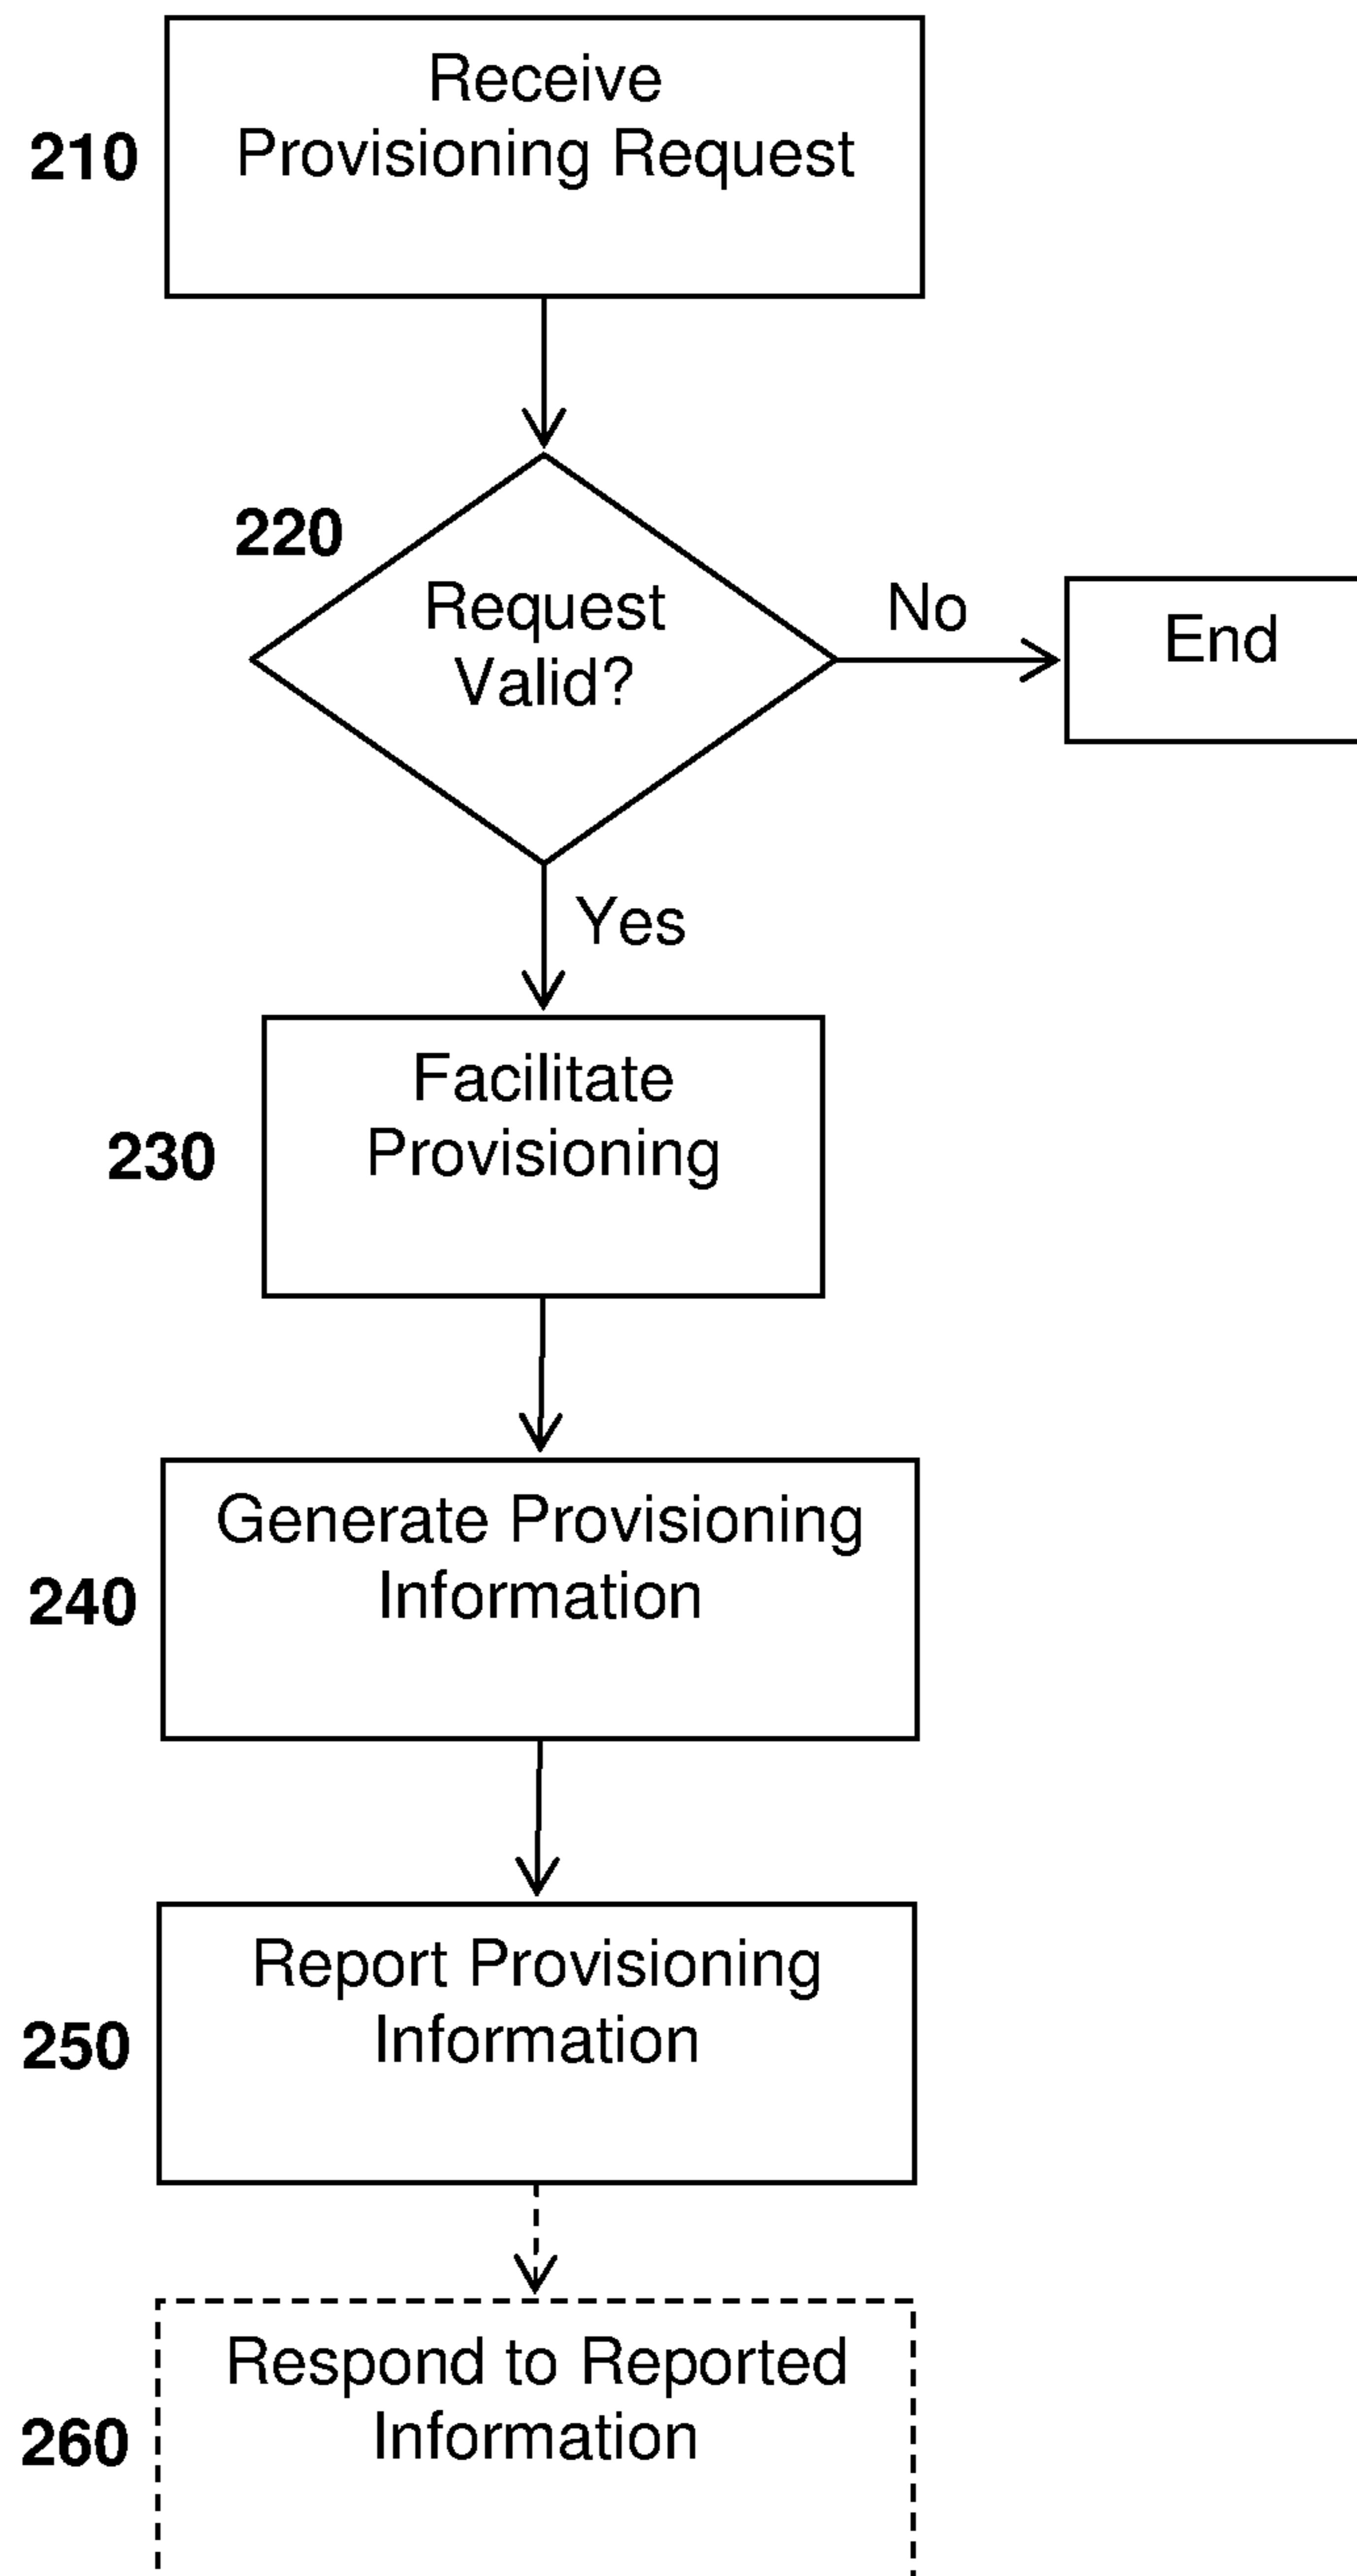 Receive
Provisioning Request
210
220
Request
Valid?
No
End
Yes
Facilitate
Provisioning
230
Generate Provisioning
Information
240
Report Provisioning
Information
250
Respond to Reported
Information
260